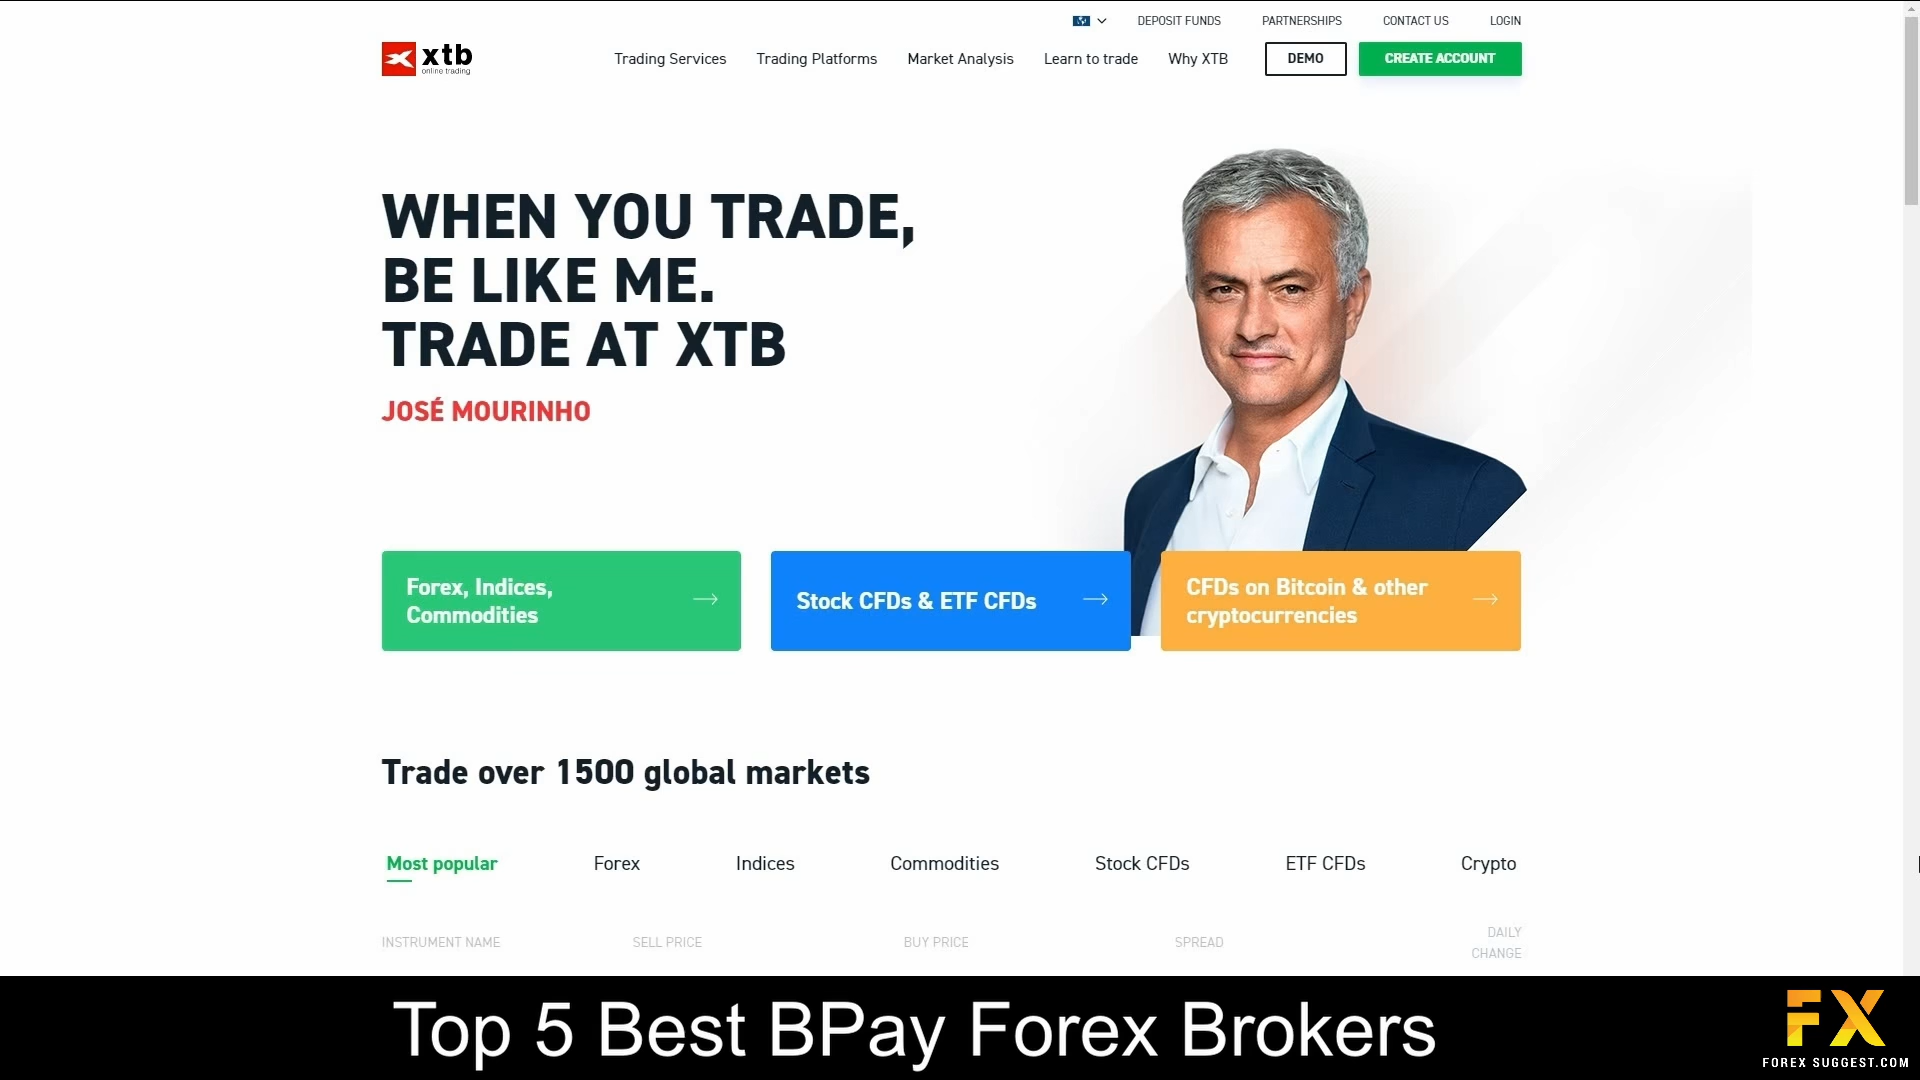 DEPOSIT FUNDS PARTNERSHIPS CONTACT US LOGIN
xtb
online trading
Trading Services Trading Platforms Market Analysis Learn to trade Why XTB DEMO CREATE ACCOUNT
WHEN YOU TRADE,
BE LIKE ME.
TRADE AT XTB
JOSÉ MOURINHO
Forex, Indices,
Commodities
Stock CFDs & ETF CFDs
CFDs on Bitcoin & other
cryptocurrencies
Trade over 1500 global markets
Most popular Forex Indices Commodities Stock CFDs ETF CFDs Crypto
INSTRUMENT NAME SELL PRICE BUY PRICE SPREAD DAILY
CHANGE
Top 5 Best BPay Forex Brokers
FX
FOREX SUGGEST.COM